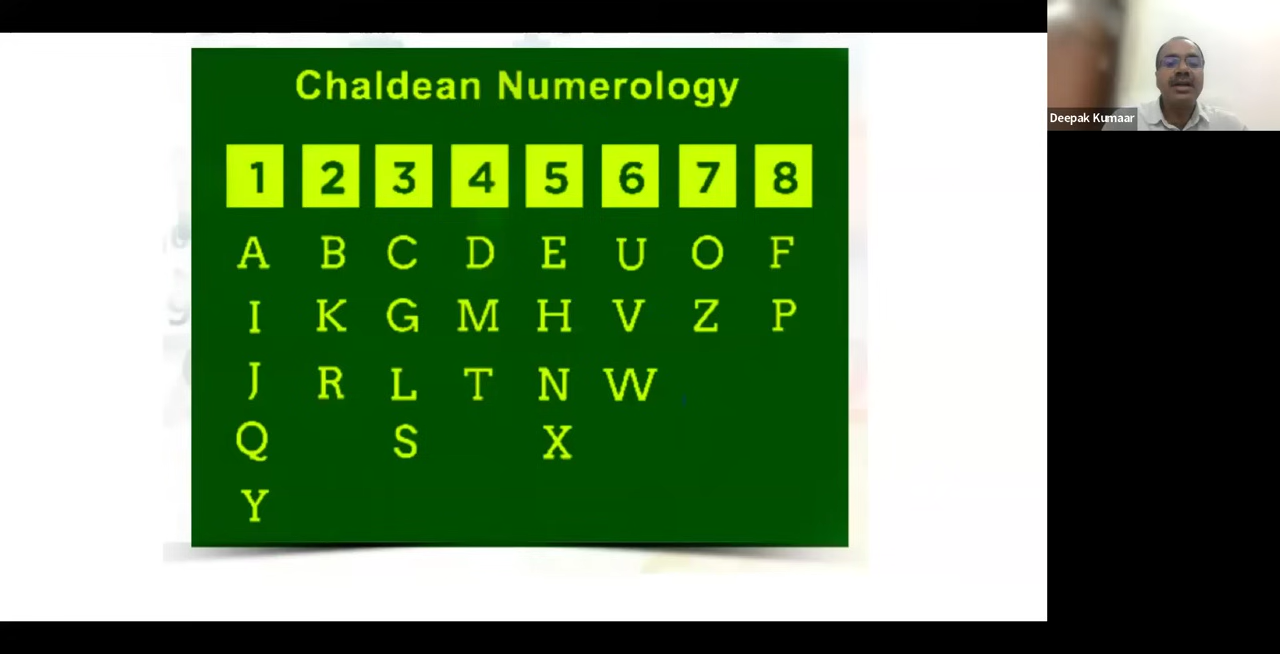 Chaldean Numerology
1 2 3 4 5 6 7 8
A B C D E U O F
I K G M H V Z P
J R L T N W
Q S X
Y
Deepak Kumaar